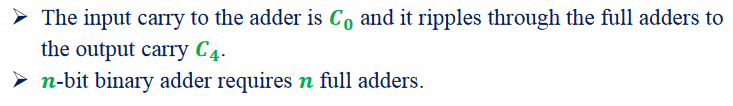 ➢ The input carry to the adder is C₀ and it ripples through the full adders to
the output carry C₄.
➢ n-bit binary adder requires n full adders.